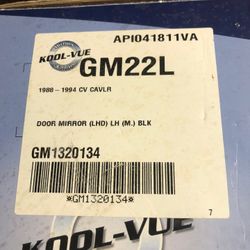 API041811VA
KOOL-VUE
GM22L
1988 - 1994 CV CAVLR
DOOR MIRROR (LHD) LH (M.) BLK
GM1320134
*GM1320134*
7
KOOL-VUE